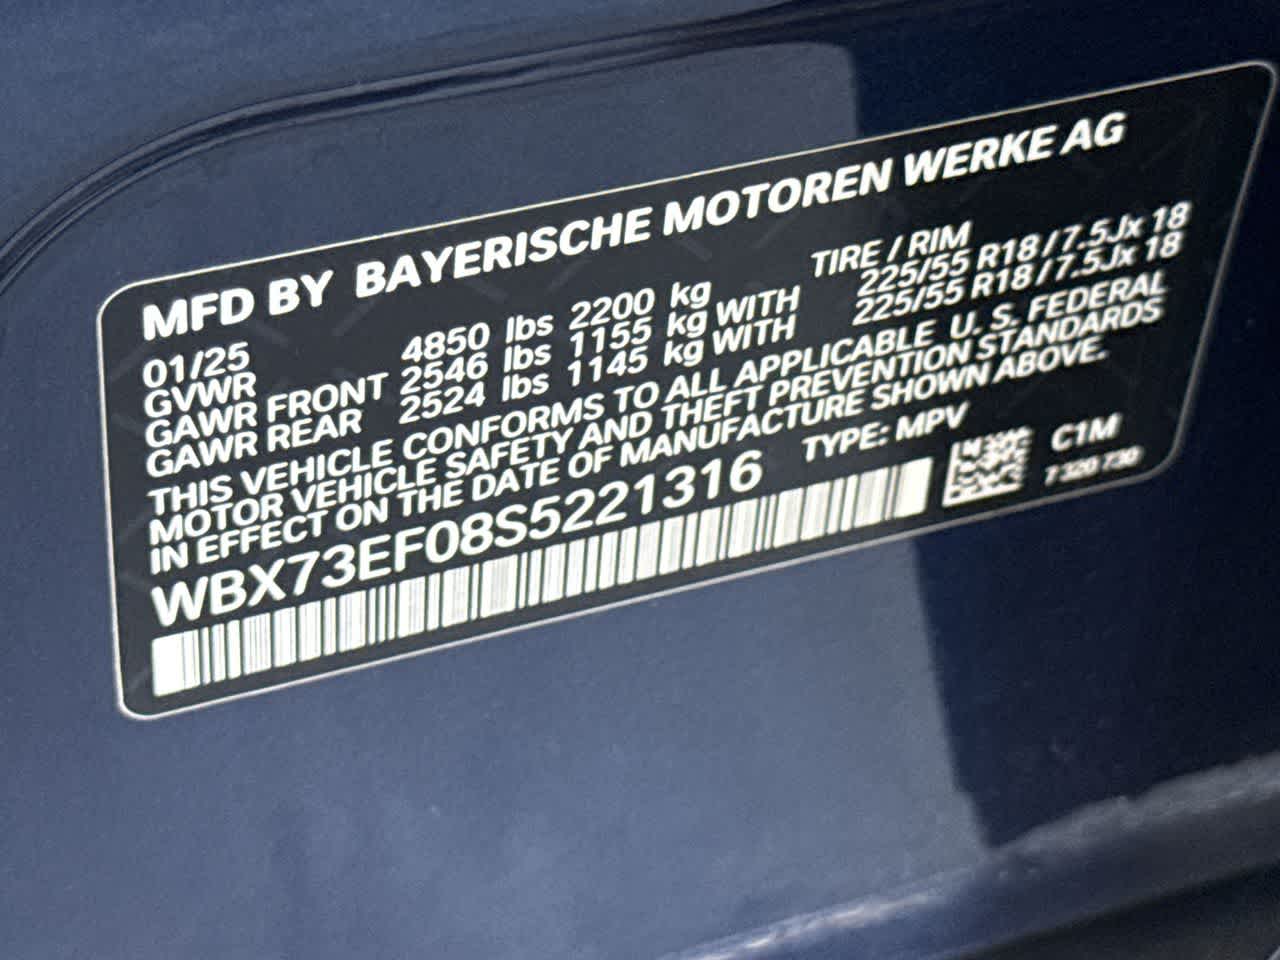 MFD BY BAYERISCHE MOTOREN WERKE AG
01/25 TIRE / RIM
GVWR 4850 lbs 2200 kg
GAWR FRONT 2546 lbs 1155 kg WITH 225/55 R18 / 7.5Jx 18
GAWR REAR 2524 lbs 1145 kg WITH 225/55 R18 / 7.5Jx 18
THIS VEHICLE CONFORMS TO ALL APPLICABLE U. S. FEDERAL
MOTOR VEHICLE SAFETY AND THEFT PREVENTION STANDARDS
IN EFFECT ON THE DATE OF MANUFACTURE SHOWN ABOVE.
WBX73EF08S5221316 TYPE: MPV C1M
7 320 730